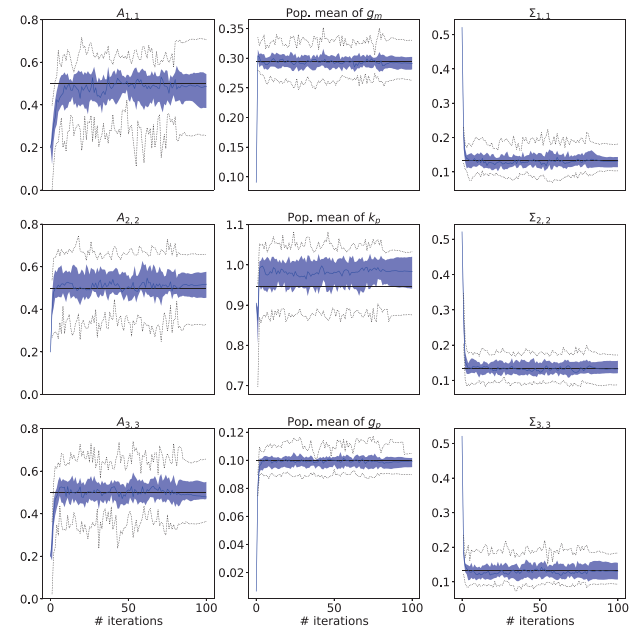 A1,1 Pop. mean of gm Σ1,1
0.8 0.35 0.5
0.6 0.30 0.4
0.4 0.25 0.3
0.2 0.20 0.2
0.0 0.15 0.1
0.10
A2,2 Pop. mean of kp Σ2,2
0.8 1.1 0.5
0.6 1.0 0.4
0.4 0.9 0.3
0.2 0.8 0.2
0.0 0.7 0.1
A3,3 Pop. mean of gp Σ3,3
0.8 0.12 0.5
0.6 0.10 0.4
0.4 0.08 0.3
0.2 0.06 0.2
0.0 0.04 0.1
0.02
0 50 100 0 50 100 0 50 100
# iterations # iterations # iterations